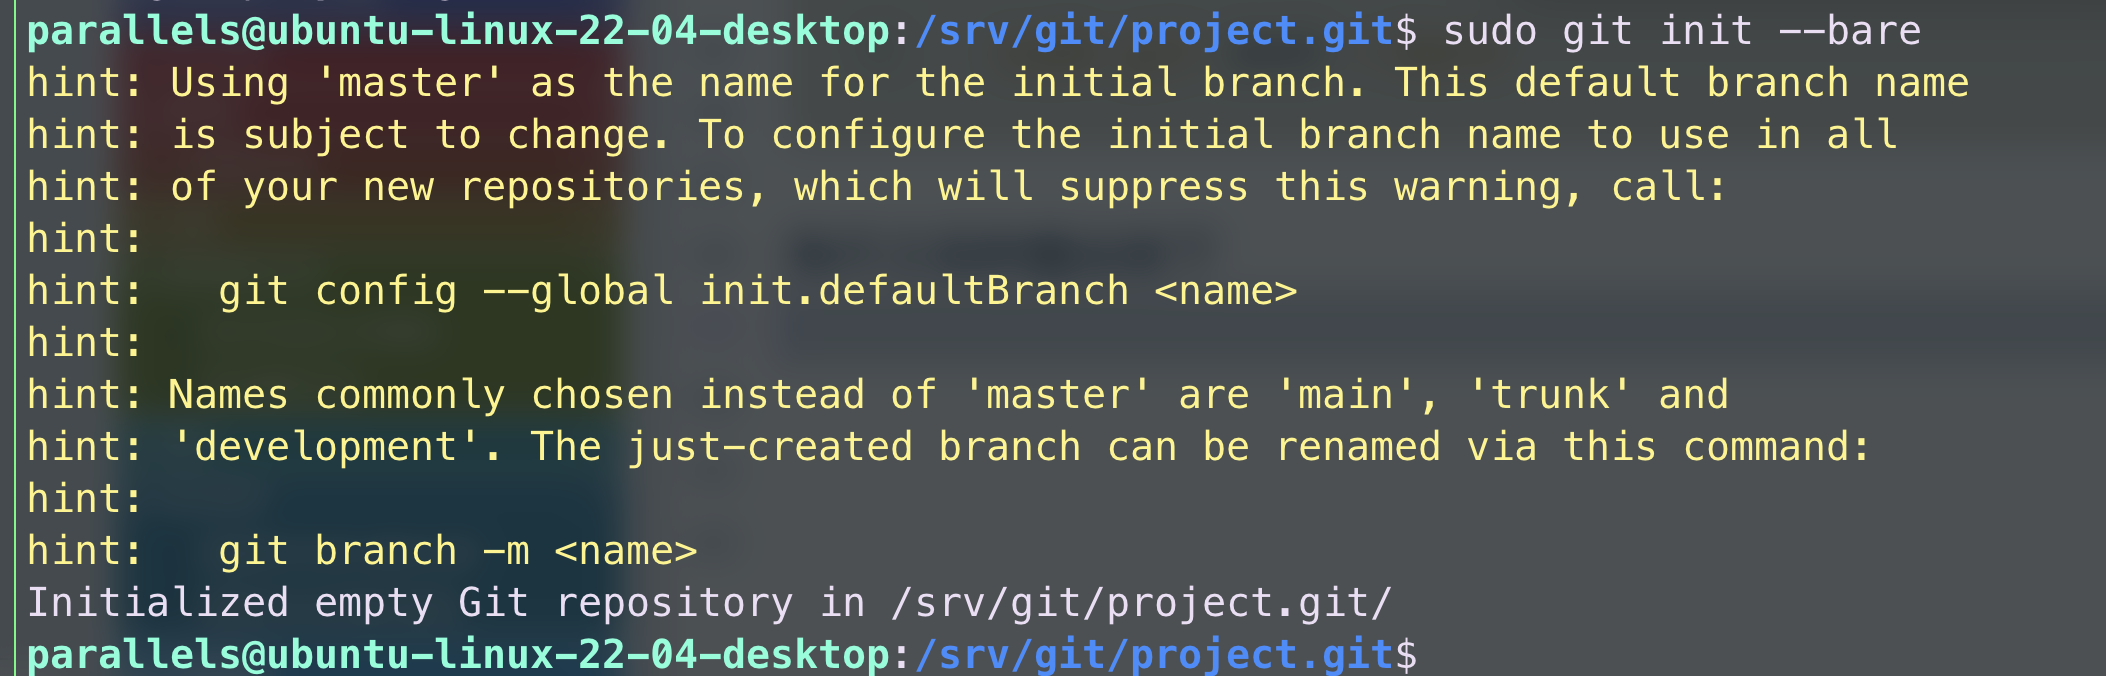 parallels@ubuntu-linux-22-04-desktop:/srv/git/project.git$ sudo git init --bare
hint: Using 'master' as the name for the initial branch. This default branch name
hint: is subject to change. To configure the initial branch name to use in all
hint: of your new repositories, which will suppress this warning, call:
hint:
hint:   git config --global init.defaultBranch <name>
hint:
hint: Names commonly chosen instead of 'master' are 'main', 'trunk' and
hint: 'development'. The just-created branch can be renamed via this command:
hint:
hint:   git branch -m <name>
Initialized empty Git repository in /srv/git/project.git/
parallels@ubuntu-linux-22-04-desktop:/srv/git/project.git$